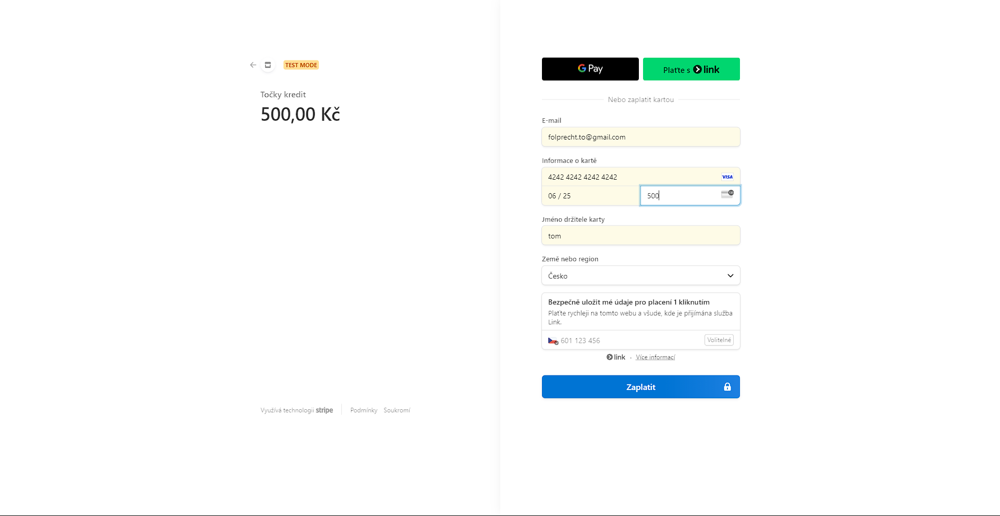 TEST MODE
Točky kredit
500,00 Kč
Využívá technologii stripe
Podmínky
Soukromí
G Pay
Plaťte s link
Nebo zaplatit kartou
E-mail
folprecht.to@gmail.com
Informace o kartě
4242 4242 4242 4242
VISA
06 / 25
500
135
Jméno držitele karty
tom
Země nebo region
Česko
Bezpečně uložit mé údaje pro placení 1 kliknutím
Plaťte rychleji na tomto webu a všude, kde je přijímána služba
Link.
601 123 456
Volitelné
link
Více informací
Zaplatit